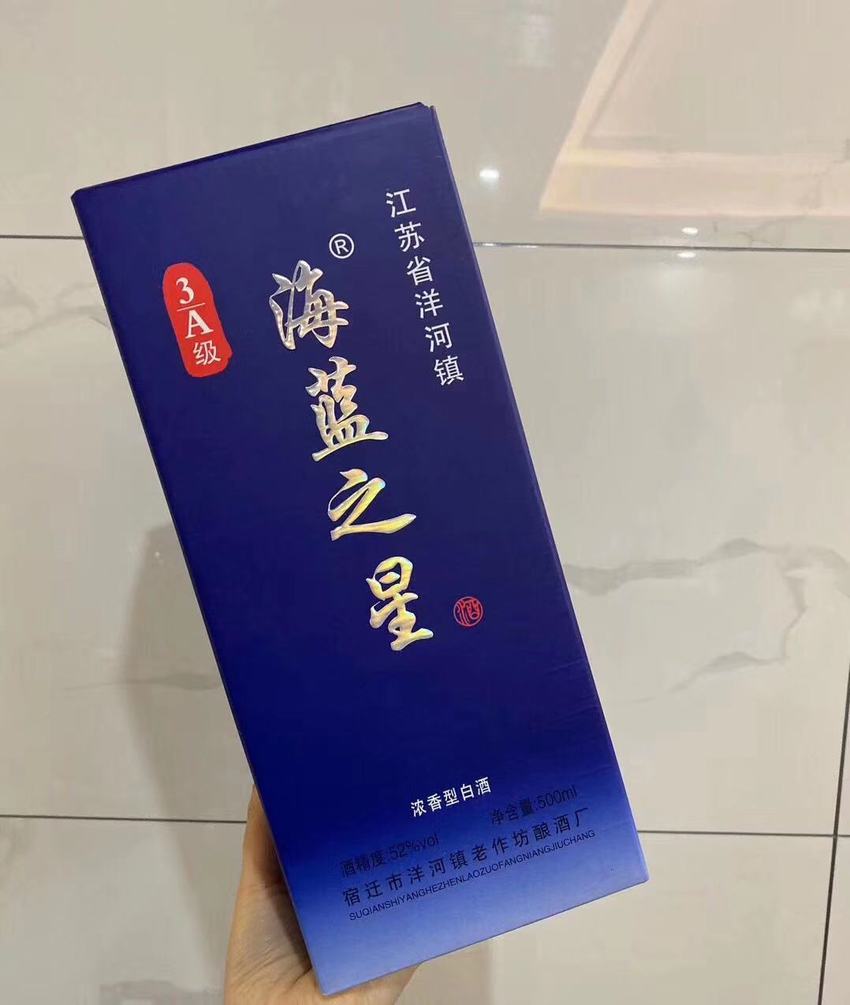 江苏省洋河镇
海蓝之星®
3A级
酒
浓香型白酒
酒精度:52%vol 净含量:500ml
宿迁市洋河镇老作坊酿酒厂
SUQIANSHIYANGHEZHENLAOZUOFANGNIANGJIUCHANG